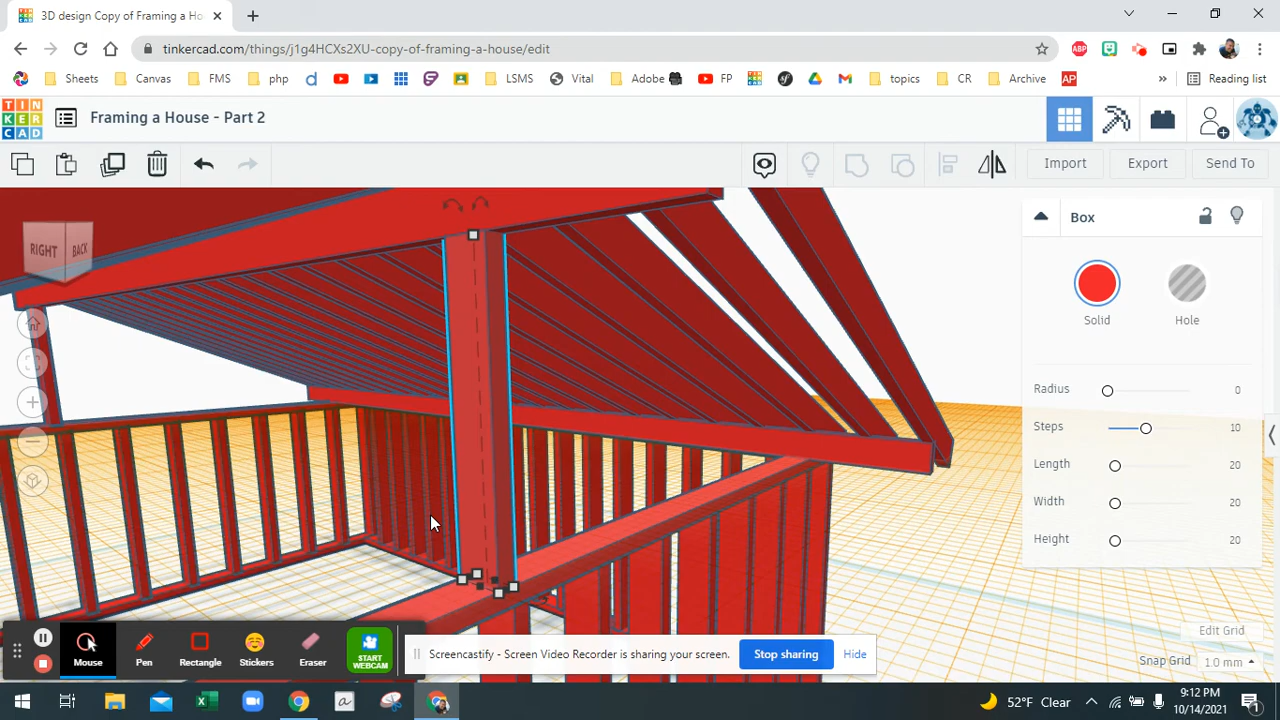 3D design Copy of Framing a Ho
tinkercad.com/things/j1g4HCXs2XU-copy-of-framing-a-house/edit
Sheets Canvas FMS php LSMS Vital Adobe FP topics CR Archive AP » Reading list
TIN
KER
CAD
Framing a House - Part 2
Import Export Send To
RIGHT BACK
Box
Solid Hole
Radius 0
Steps 10
Length 20
Width 20
Height 20
Edit Grid
Snap Grid 1.0 mm
Mouse Pen Rectangle Stickers Eraser START WEBCAM
Screencastify - Screen Video Recorder is sharing your screen. Stop sharing Hide
52°F Clear
9:12 PM
10/14/2021